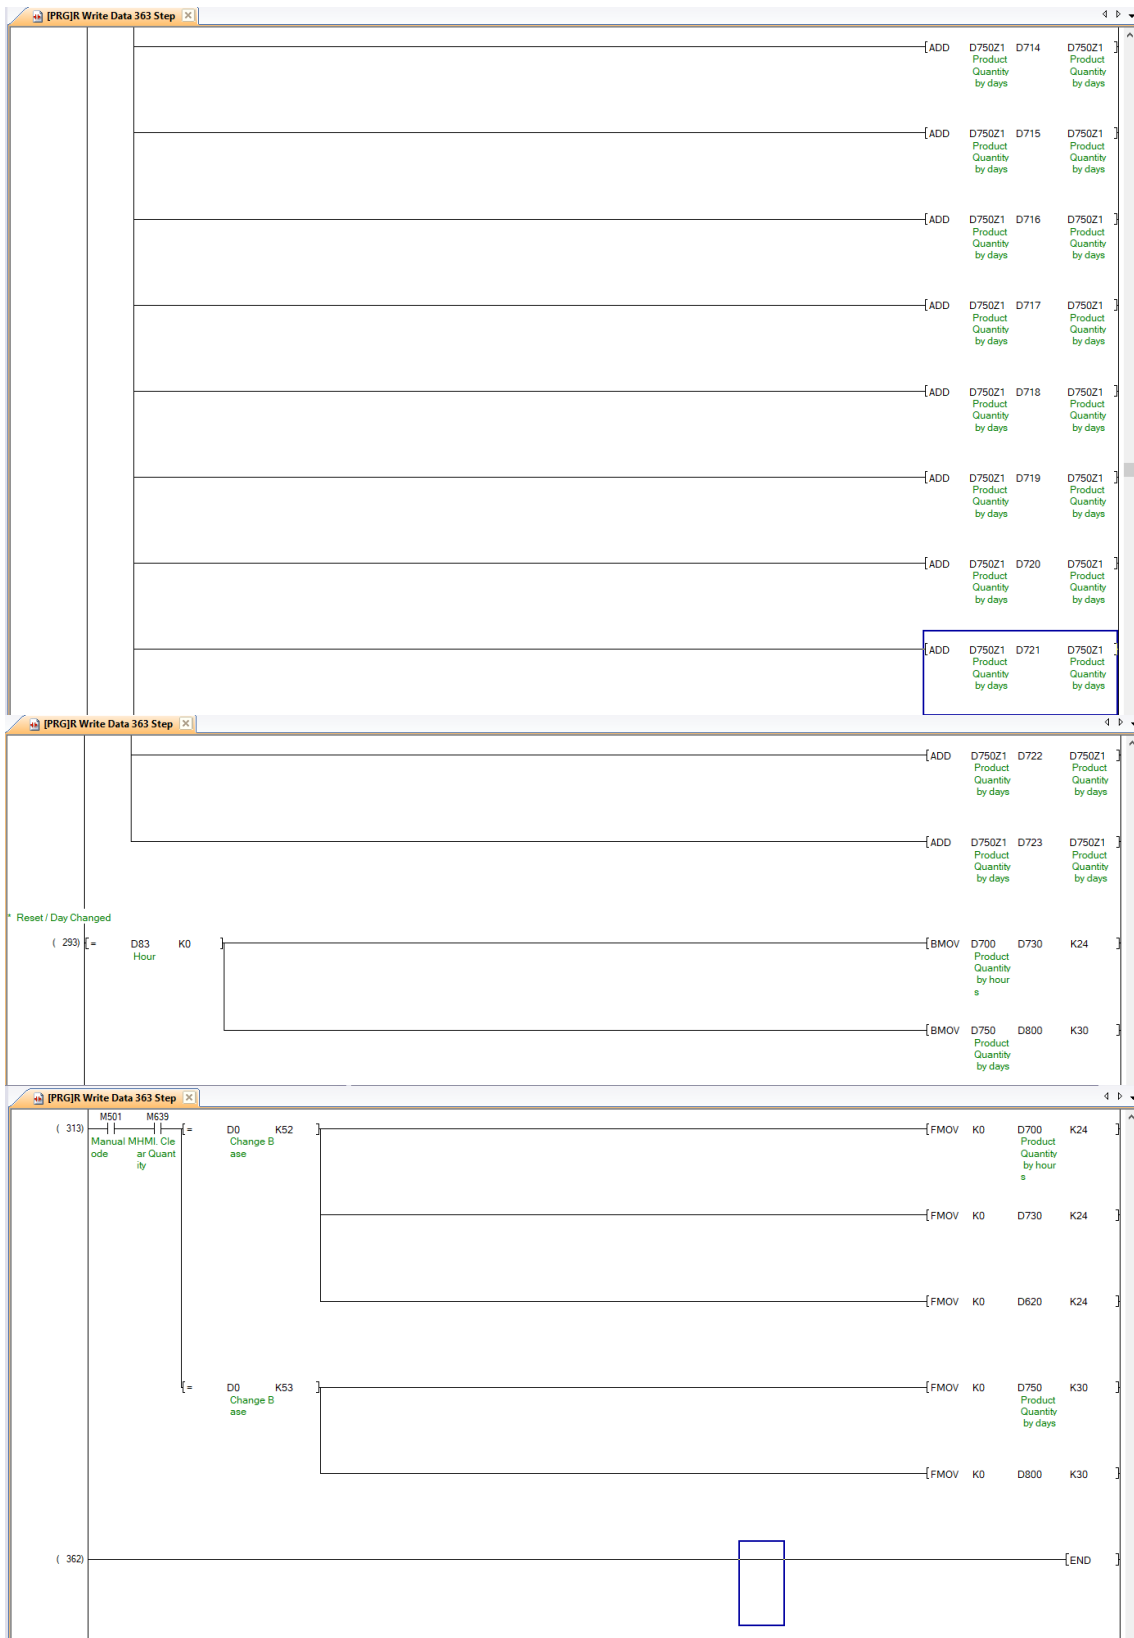 [PRG]R Write Data 363 Step
[ADD D750Z1 D714 D750Z1 ]
Product Product
Quantity Quantity
by days by days
[ADD D750Z1 D715 D750Z1 ]
Product Product
Quantity Quantity
by days by days
[ADD D750Z1 D716 D750Z1 ]
Product Product
Quantity Quantity
by days by days
[ADD D750Z1 D717 D750Z1 ]
Product Product
Quantity Quantity
by days by days
[ADD D750Z1 D718 D750Z1 ]
Product Product
Quantity Quantity
by days by days
[ADD D750Z1 D719 D750Z1 ]
Product Product
Quantity Quantity
by days by days
[ADD D750Z1 D720 D750Z1 ]
Product Product
Quantity Quantity
by days by days
[ADD D750Z1 D721 D750Z1 ]
Product Product
Quantity Quantity
by days by days
[PRG]R Write Data 363 Step
[ADD D750Z1 D722 D750Z1 ]
Product Product
Quantity Quantity
by days by days
[ADD D750Z1 D723 D750Z1 ]
Product Product
Quantity Quantity
by days by days
* Reset / Day Changed
( 293) [= D83 K0 ] [BMOV D700 D730 K24 ]
Hour Product
Quantity
by hour
s
[BMOV D750 D800 K30 ]
Product
Quantity
by days
[PRG]R Write Data 363 Step
M501 M639
( 313) [= D0 K52 ] [FMOV K0 D700 K24 ]
Manual M HMI. Cle Change B Product
ode ar Quant ase Quantity
ity by hour
s
[FMOV K0 D730 K24 ]
[FMOV K0 D620 K24 ]
[= D0 K53 ] [FMOV K0 D750 K30 ]
Change B Product
ase Quantity
by days
[FMOV K0 D800 K30 ]
( 362) [END ]